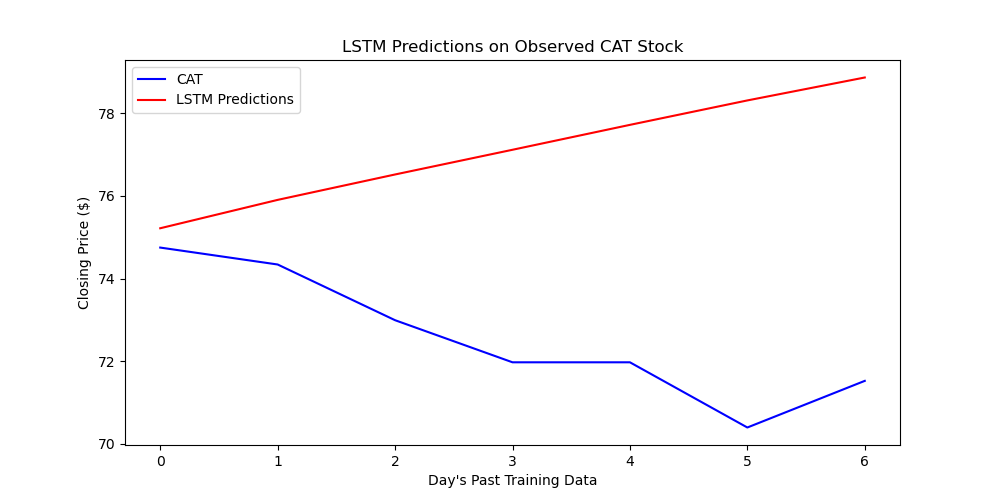 LSTM Predictions on Observed CAT Stock
CAT
LSTM Predictions
Closing Price ($)
78
76
74
72
70
0 1 2 3 4 5 6
Day's Past Training Data